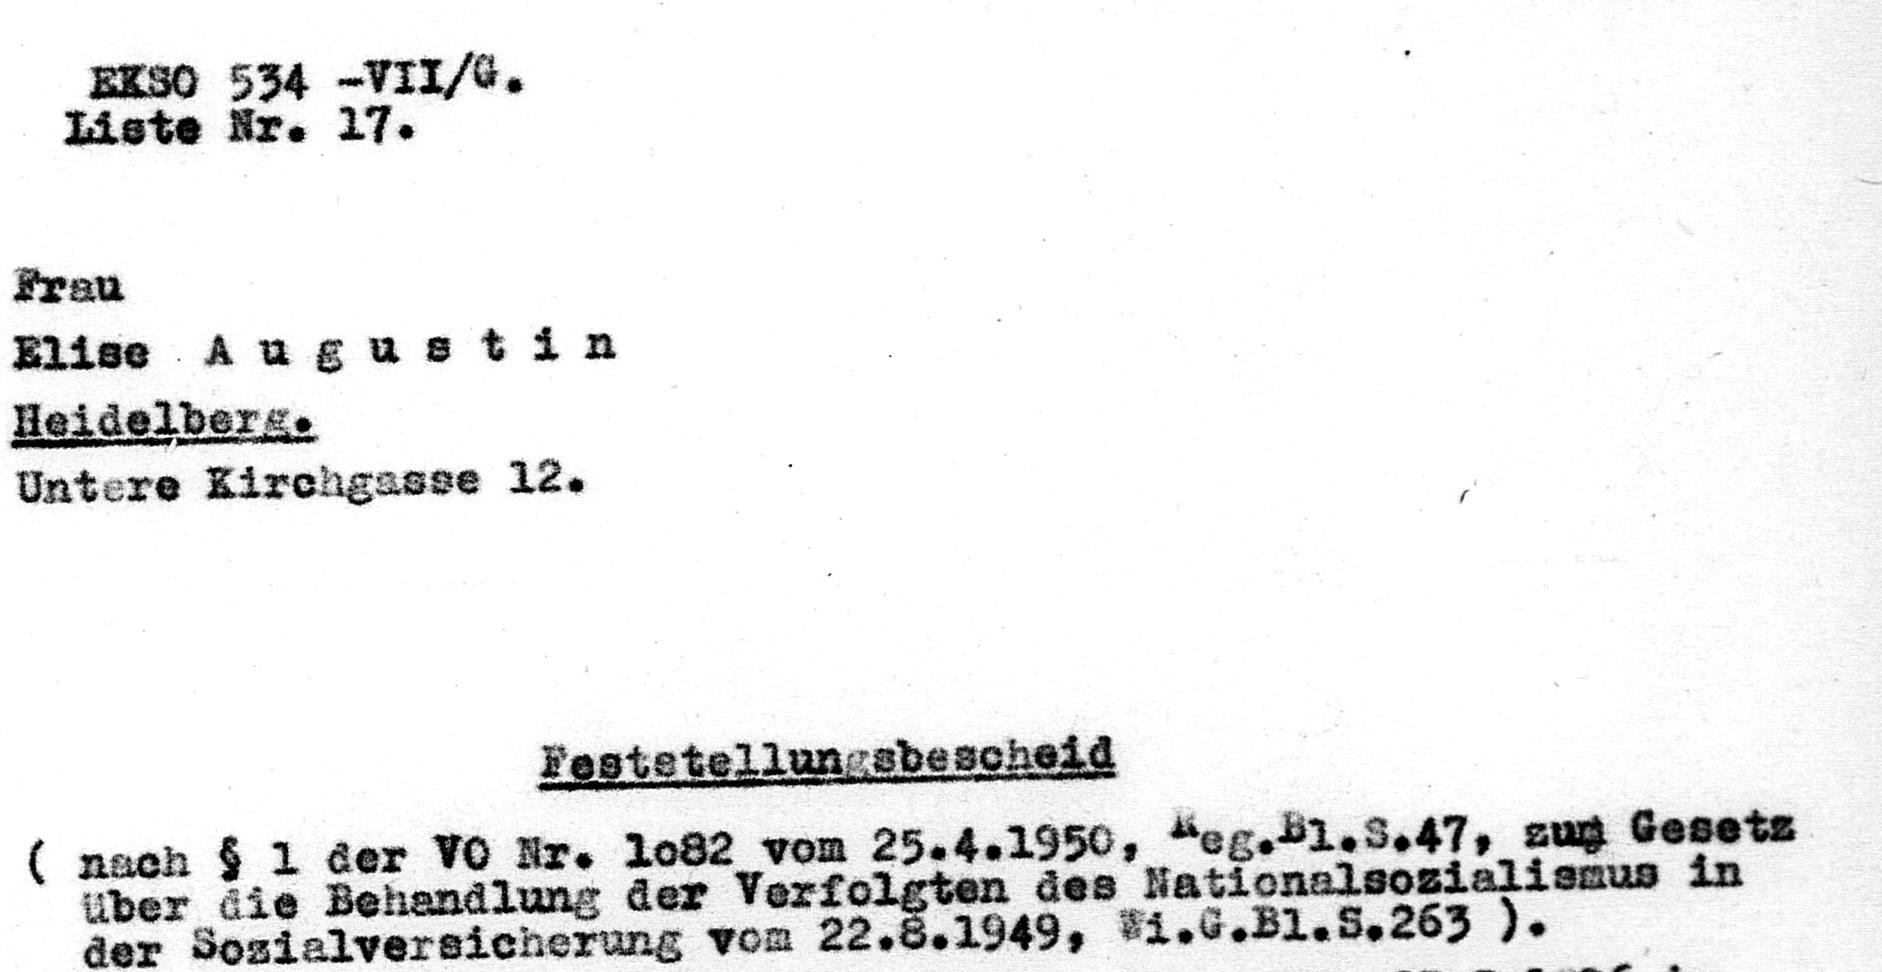 EKSO 534 -VII/G.
Liste Nr. 17.
Frau
Elise A u g u s t i n
Heidelberg.
Untere Kirchgasse 12.
Feststellungsbescheid
( nach § 1 der VO Nr. 1o82 vom 25.4.1950, Reg.Bl.S.47, zum Gesetz
über die Behandlung der Verfolgten des Nationalsozialismus in
der Sozialversicherung vom 22.8.1949, Wi.G.Bl.S.263 ).